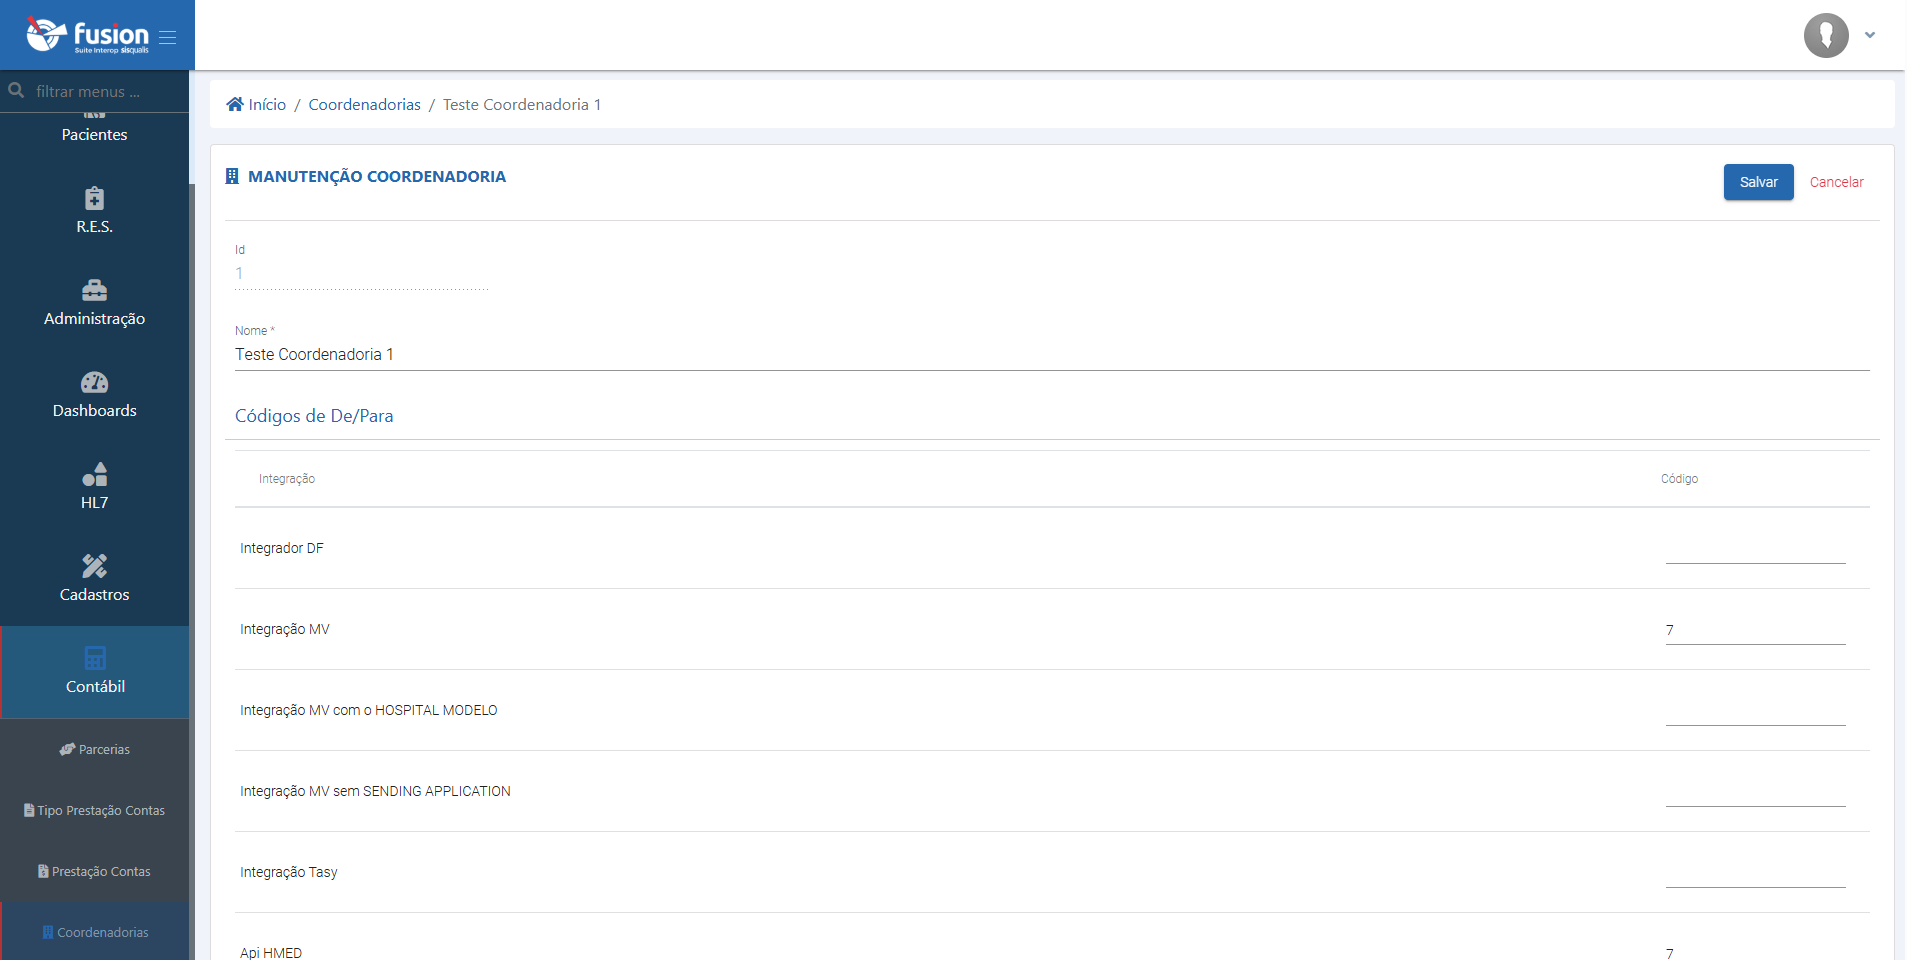 fusion
Suite Interop sisqualis
filtrar menus ...
Pacientes
R.E.S.
Administração
Dashboards
HL7
Cadastros
Contábil
Parcerias
Tipo Prestação Contas
Prestação Contas
Coordenadorias
Início / Coordenadorias / Teste Coordenadoria 1
MANUTENÇÃO COORDENADORIA
Salvar Cancelar
Id
1
Nome *
Teste Coordenadoria 1
Códigos de De/Para
Integração Código
Integrador DF
Integração MV 7
Integração MV com o HOSPITAL MODELO
Integração MV sem SENDING APPLICATION
Integração Tasy
Api HMED 7